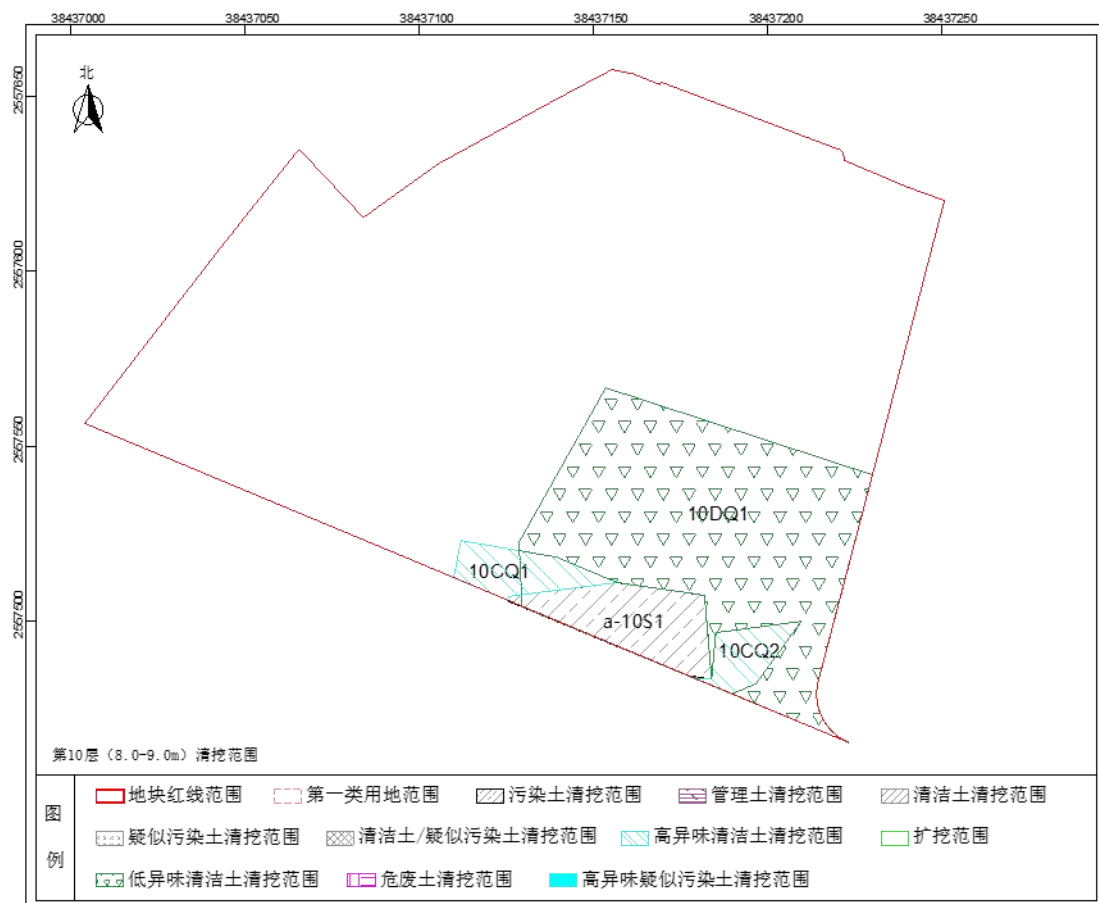 38437000 38437050 38437100 38437150 38437200 38437250
2557650
北
2557600
2557550
10DQ1
10CQ1
2557500
a-10S1
10CQ2
第10层（8.0-9.0m）清挖范围
图例
地块红线范围 第一类用地范围 污染土清挖范围 管理土清挖范围 清洁土清挖范围
疑似污染土清挖范围 清洁土/疑似污染土清挖范围 高异味清洁土清挖范围 扩挖范围
低异味清洁土清挖范围 危废土清挖范围 高异味疑似污染土清挖范围